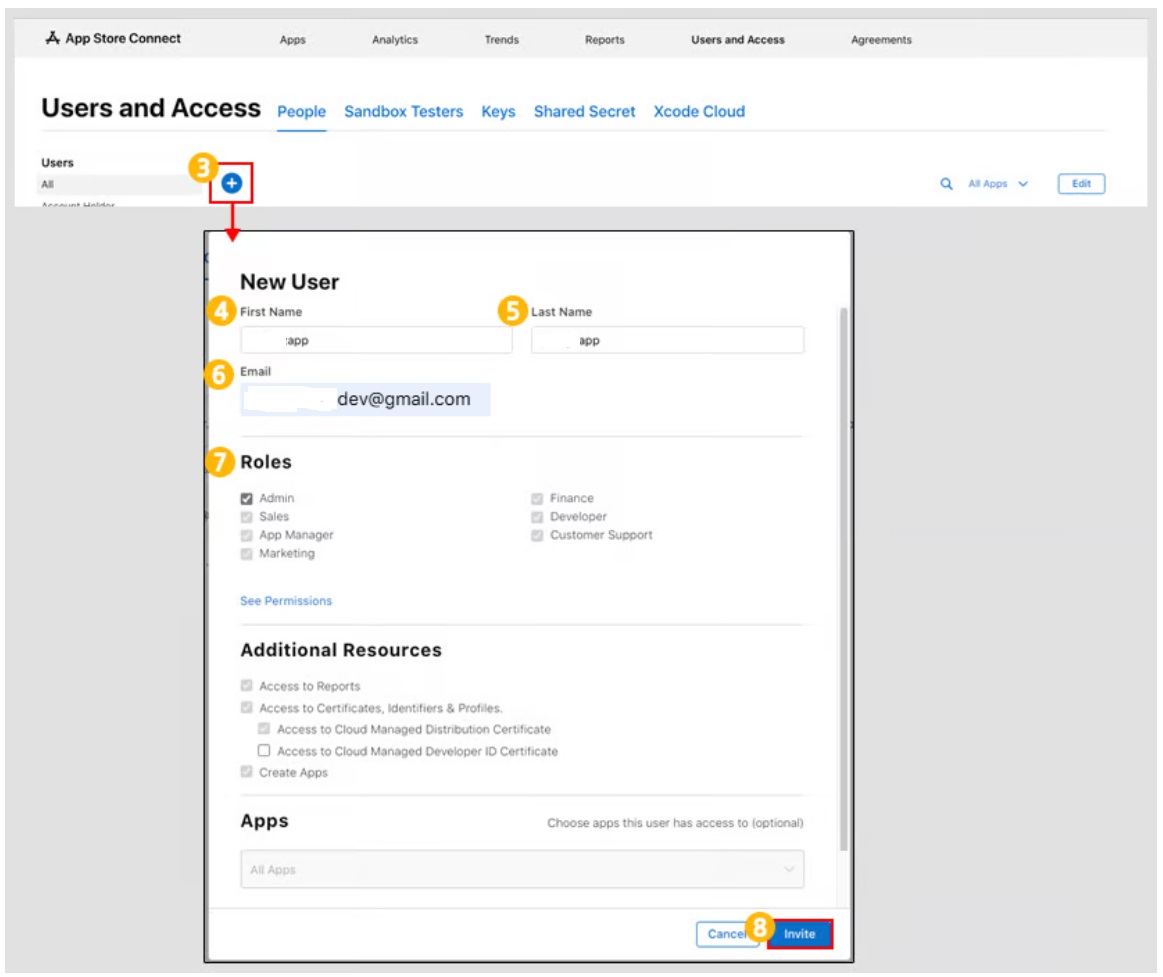 App Store Connect Apps Analytics Trends Reports Users and Access Agreements
Users and Access People Sandbox Testers Keys Shared Secret Xcode Cloud
Users
3
All
All Apps Edit
Account Holder
New User
4 First Name 5 Last Name
app app
6 Email
dev@gmail.com
7 Roles
Admin Finance
Sales Developer
App Manager Customer Support
Marketing
See Permissions
Additional Resources
Access to Reports
Access to Certificates, Identifiers & Profiles.
Access to Cloud Managed Distribution Certificate
Access to Cloud Managed Developer ID Certificate
Create Apps
Apps Choose apps this user has access to (optional)
All Apps
Cancel 8 Invite